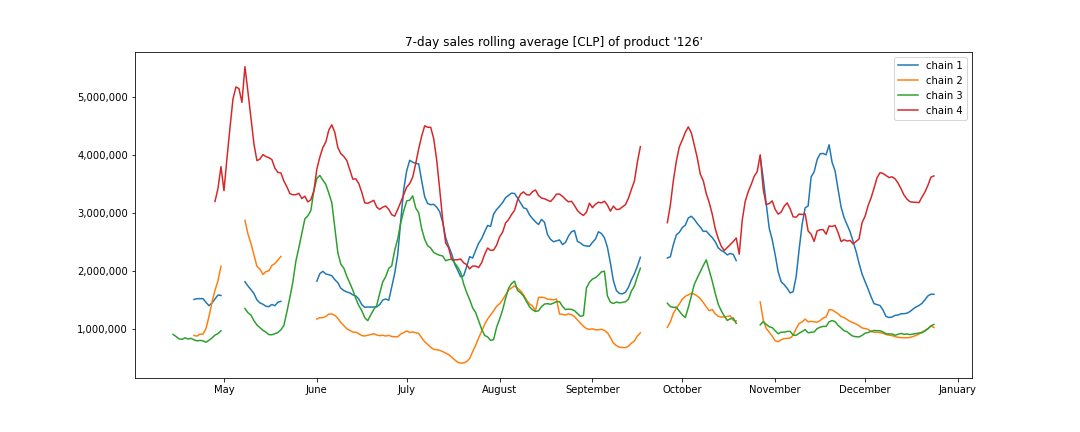 7-day sales rolling average [CLP] of product '126'
chain 1
chain 2
chain 3
chain 4
5,000,000
4,000,000
3,000,000
2,000,000
1,000,000
May June July August September October November December January